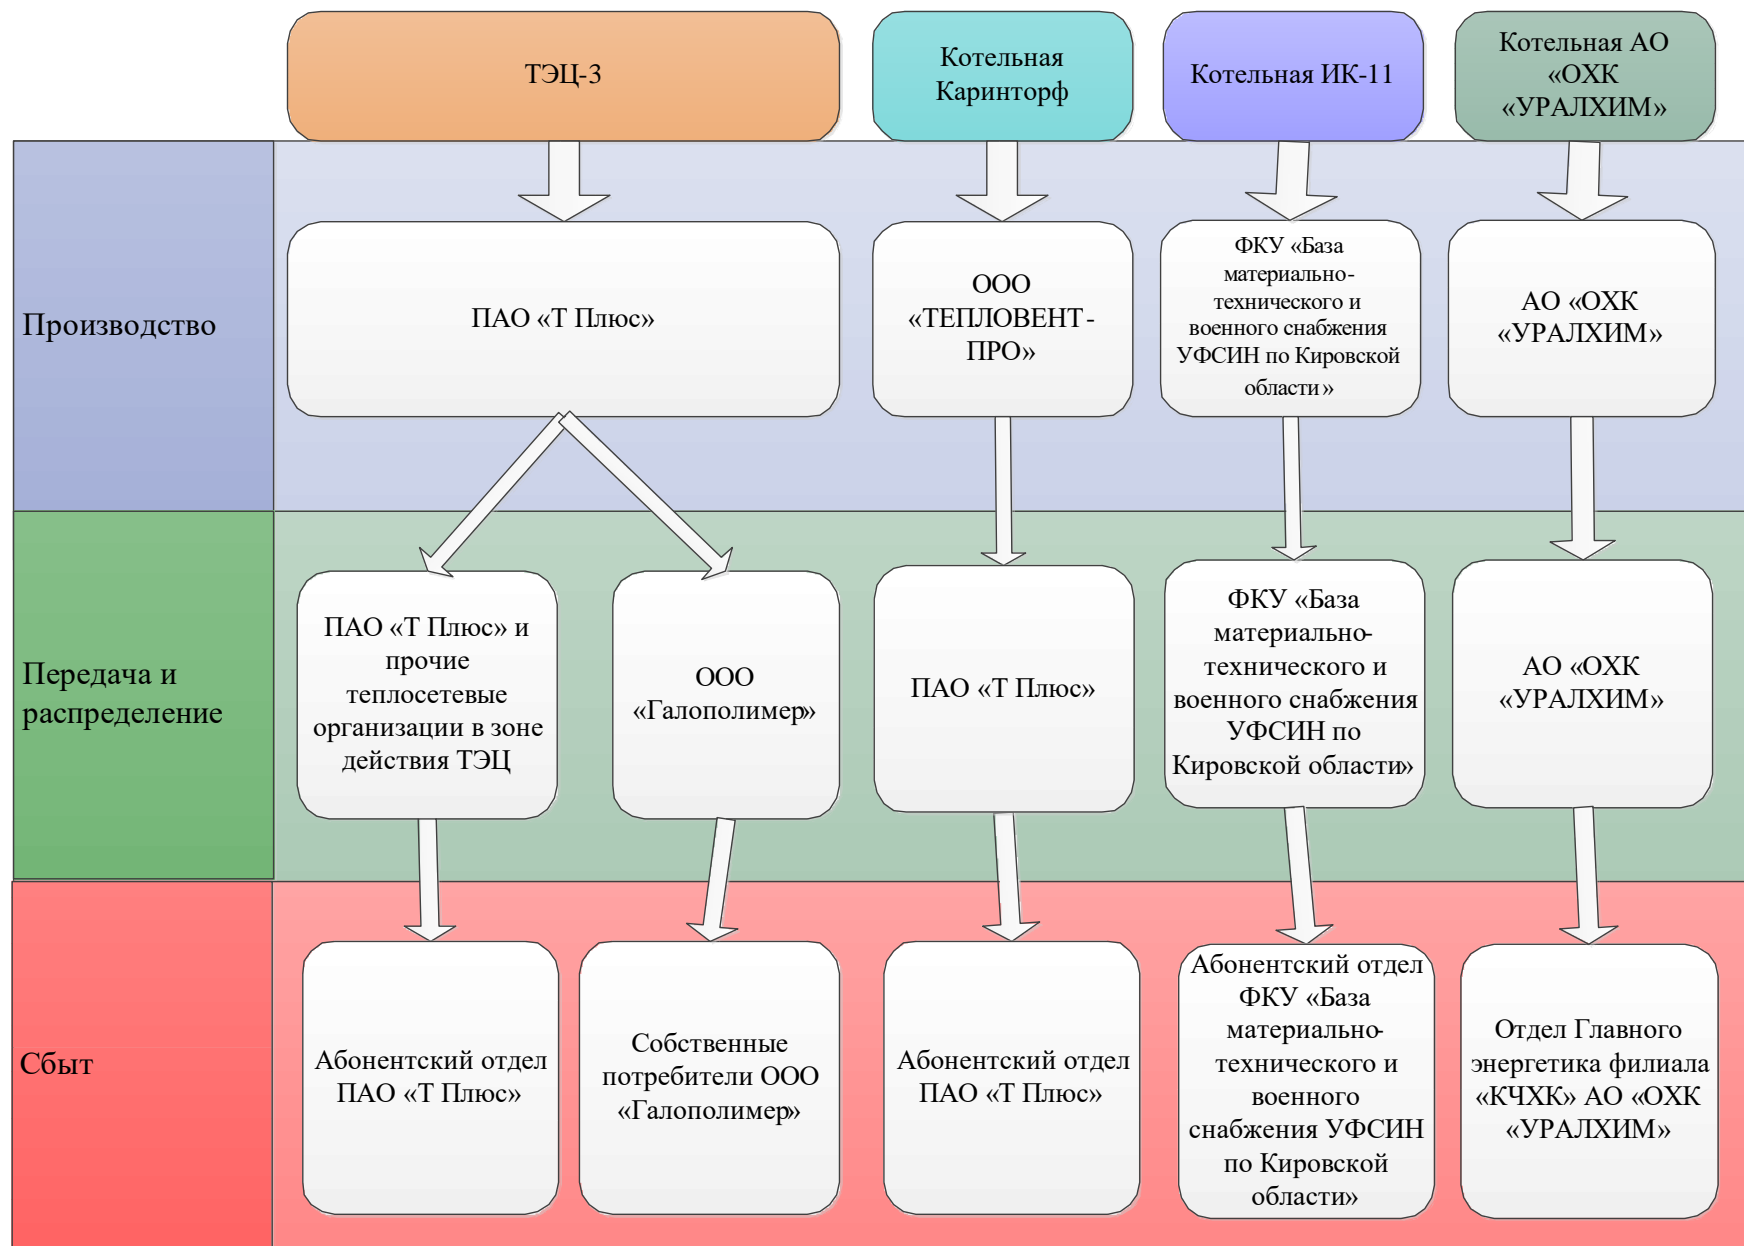 ТЭЦ-3
Котельная
Каринторф
Котельная ИК-11
Котельная АО
«ОХК
«УРАЛХИМ»
Производство
ПАО «Т Плюс»
ООО
«ТЕПЛОВЕНТ-
ПРО»
ФКУ «База
материально-
технического и
военного снабжения
УФСИН по Кировской
области»
АО «ОХК
«УРАЛХИМ»
Передача и
распределение
ПАО «Т Плюс» и
прочие
теплосетевые
организации в зоне
действия ТЭЦ
ООО
«Галополимер»
ПАО «Т Плюс»
ФКУ «База
материально-
технического и
военного снабжения
УФСИН по
Кировской области»
АО «ОХК
«УРАЛХИМ»
Сбыт
Абонентский отдел
ПАО «Т Плюс»
Собственные
потребители ООО
«Галополимер»
Абонентский отдел
ПАО «Т Плюс»
Абонентский отдел
ФКУ «База
материально-
технического и
военного
снабжения УФСИН
по Кировской
области»
Отдел Главного
энергетика филиала
«КЧХК» АО «ОХК
«УРАЛХИМ»